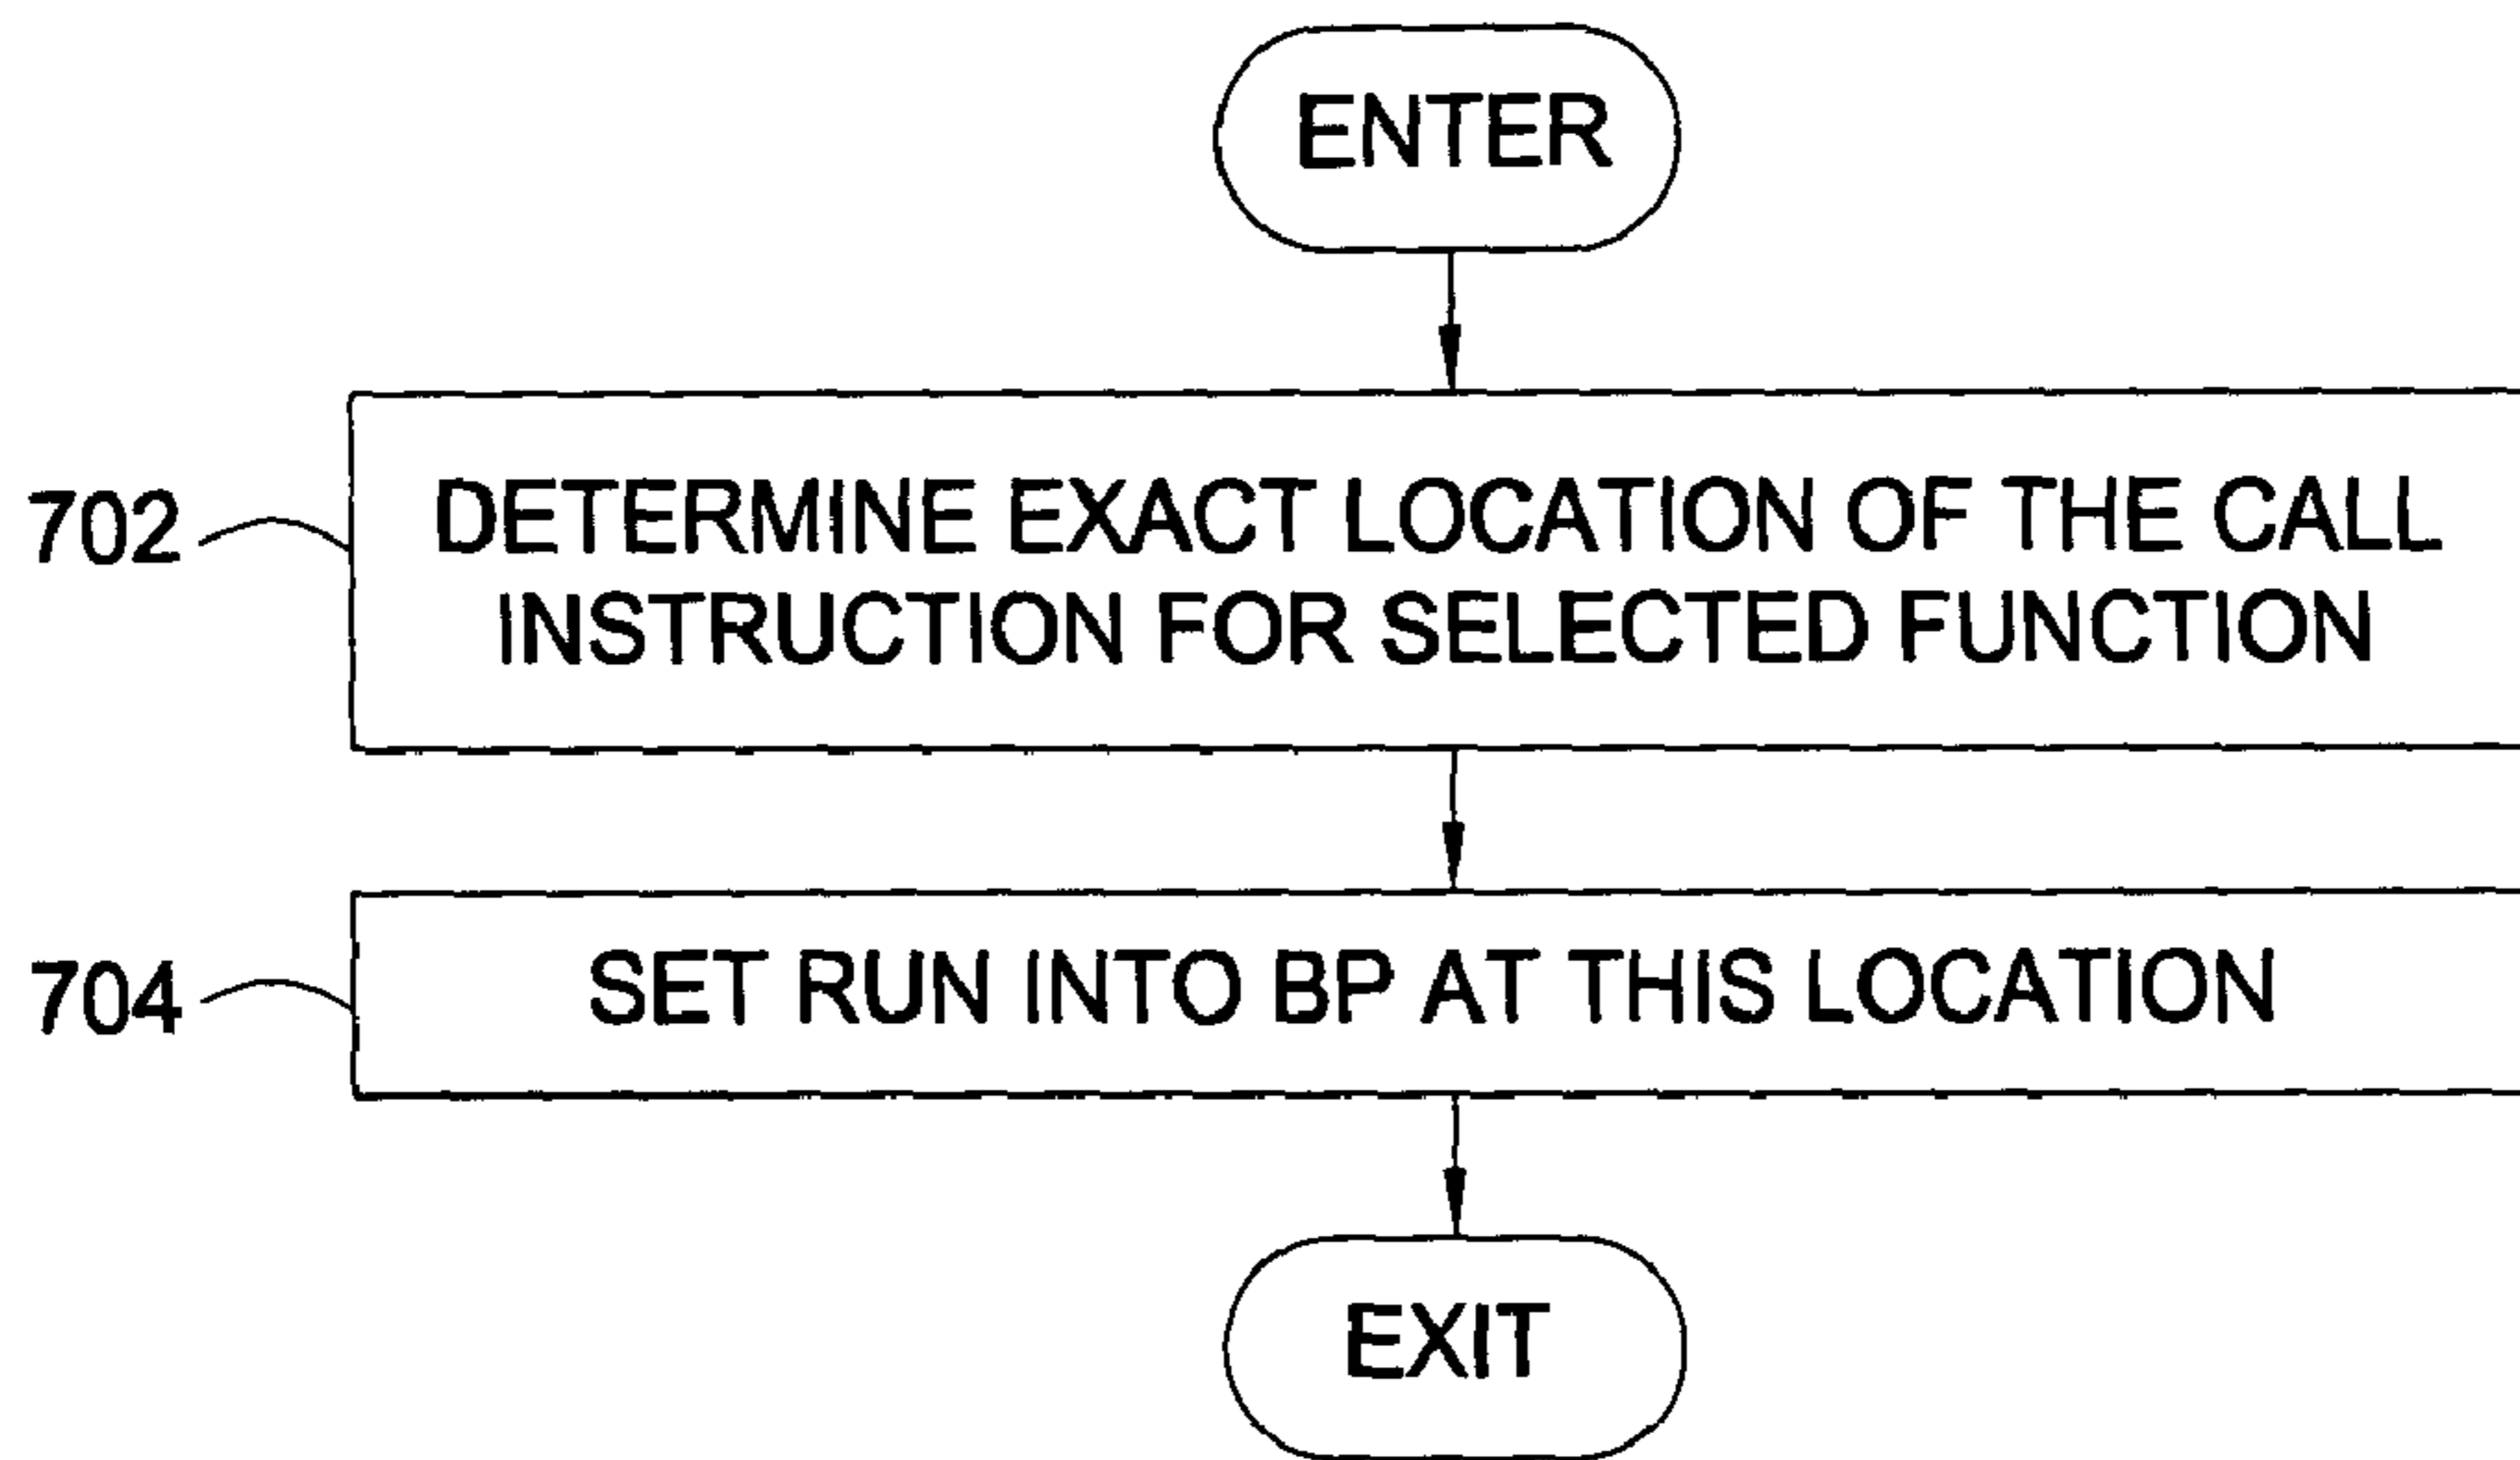 ENTER
702
DETERMINE EXACT LOCATION OF THE CALL
INSTRUCTION FOR SELECTED FUNCTION
704
SET RUN INTO BP AT THIS LOCATION
EXIT